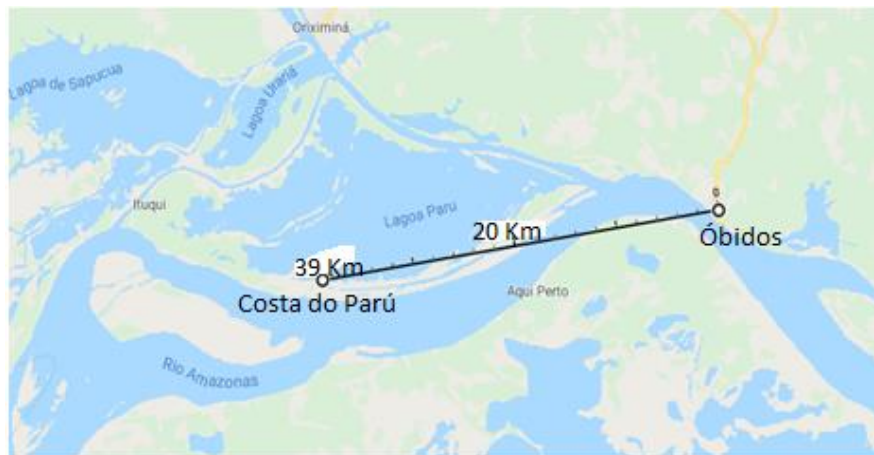 Oriximiná
Lagoa de Sapucua
Lagoa Uraria
Ituqui
Lagoa Paru
20 Km
Óbidos
39 Km
Costa do Parú
Aqui Perto
Rio Amazonas